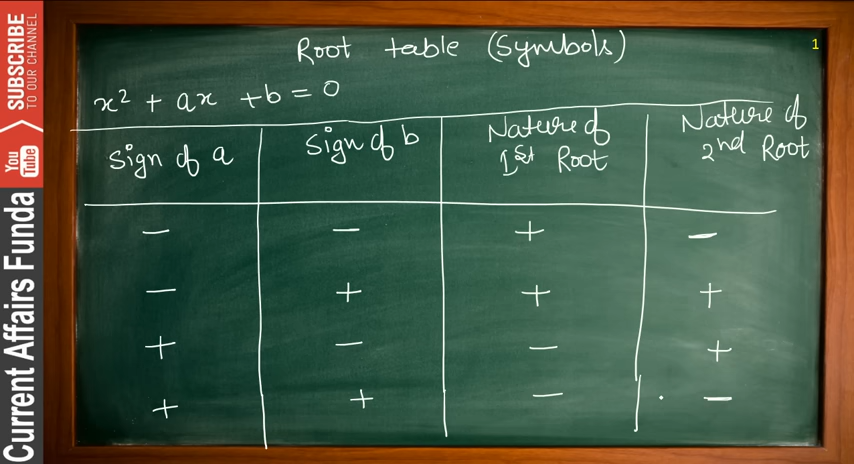 Root table (Symbols)
1
x² + ax + b = 0
Sign of a
Sign of b
Nature of
1st Root
Nature of
2nd Root
− − + −
− + + +
+ − − +
+ + − −
SUBSCRIBE
TO OUR CHANNEL
You Tube
Current Affairs Funda